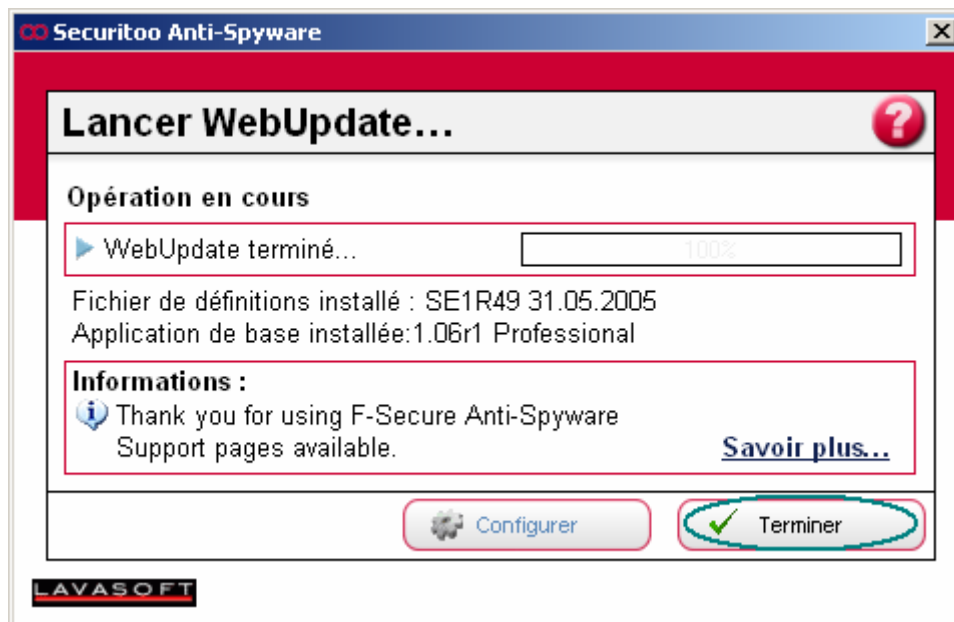 Securitoo Anti-Spyware
Lancer WebUpdate...
?
Opération en cours
WebUpdate terminé...
100%
Fichier de définitions installé : SE1R49 31.05.2005
Application de base installée:1.06r1 Professional
Informations :
Thank you for using F-Secure Anti-Spyware
Support pages available.
Savoir plus...
Configurer
Terminer
LAVASOFT